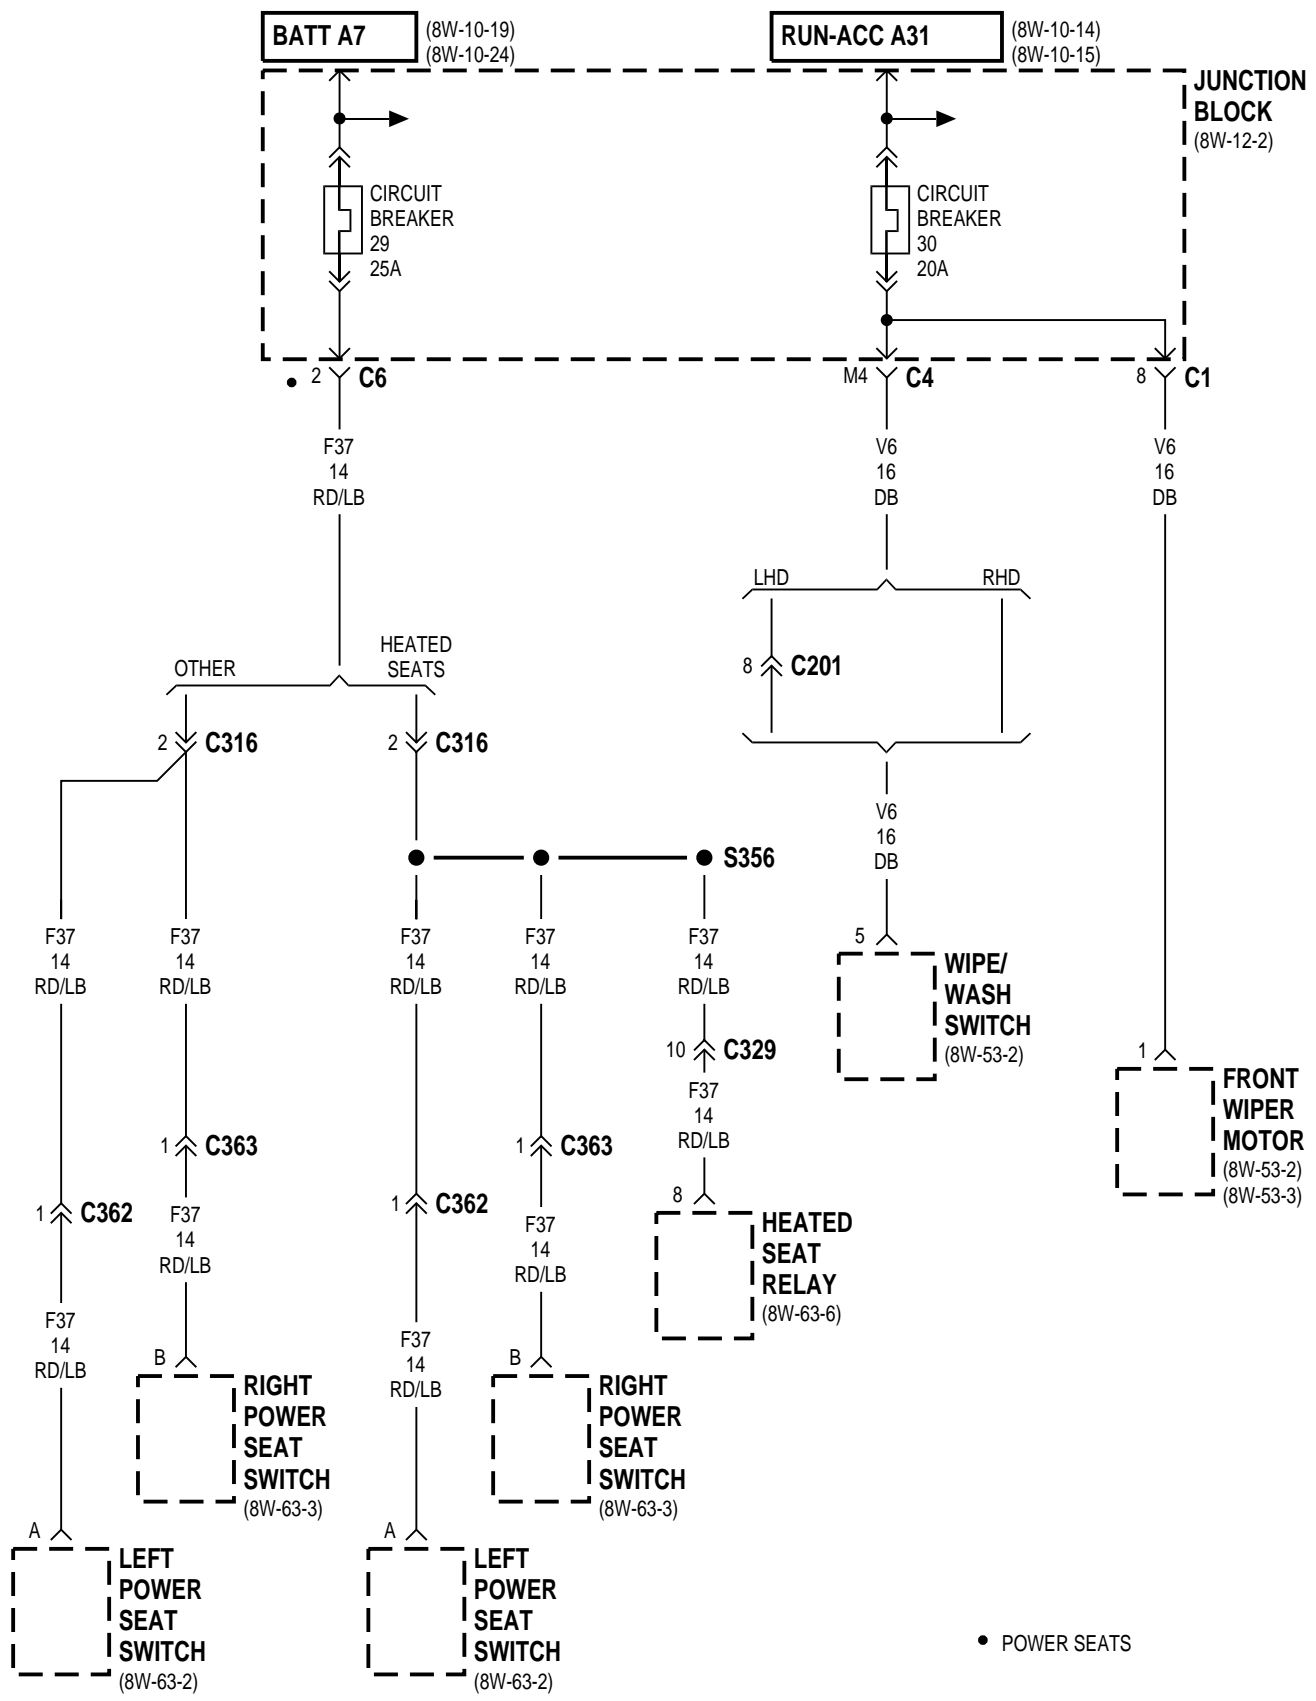 BATT A7
(8W-10-19)
(8W-10-24)
RUN-ACC A31
(8W-10-14)
(8W-10-15)
JUNCTION
BLOCK
(8W-12-2)
CIRCUIT
BREAKER
29
25A
CIRCUIT
BREAKER
30
20A
• 2 C6
M4 C4
8 C1
F37
14
RD/LB
V6
16
DB
V6
16
DB
LHD
RHD
8 C201
OTHER
HEATED
SEATS
2 C316
2 C316
V6
16
DB
S356
F37
14
RD/LB
F37
14
RD/LB
F37
14
RD/LB
F37
14
RD/LB
F37
14
RD/LB
5
WIPE/
WASH
SWITCH
(8W-53-2)
10 C329
F37
14
RD/LB
1
FRONT
WIPER
MOTOR
(8W-53-2)
(8W-53-3)
1 C363
1 C363
1 C362
1 C362
F37
14
RD/LB
F37
14
RD/LB
8
HEATED
SEAT
RELAY
(8W-63-6)
F37
14
RD/LB
F37
14
RD/LB
B
RIGHT
POWER
SEAT
SWITCH
(8W-63-3)
B
RIGHT
POWER
SEAT
SWITCH
(8W-63-3)
A
LEFT
POWER
SEAT
SWITCH
(8W-63-2)
A
LEFT
POWER
SEAT
SWITCH
(8W-63-2)
• POWER SEATS